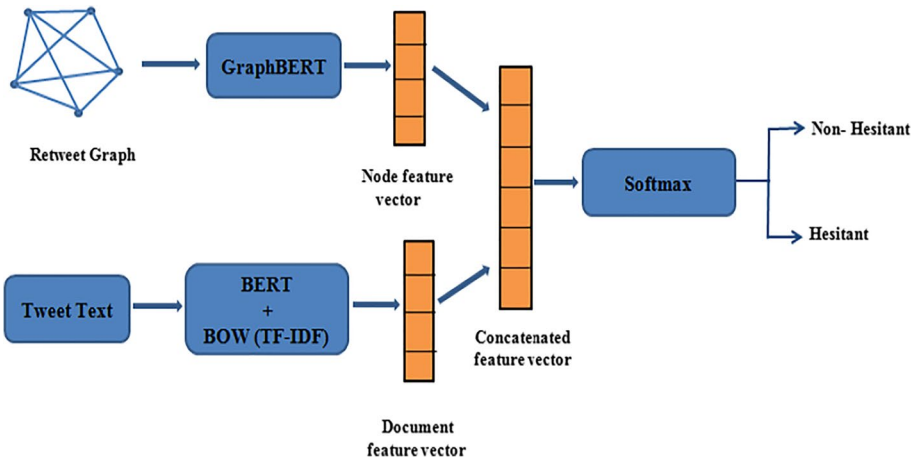 GraphBERT
Retweet Graph
Node feature
vector
Non- Hesitant
Softmax
Hesitant
Tweet Text
BERT
+
BOW (TF-IDF)
Concatenated
feature vector
Document
feature vector